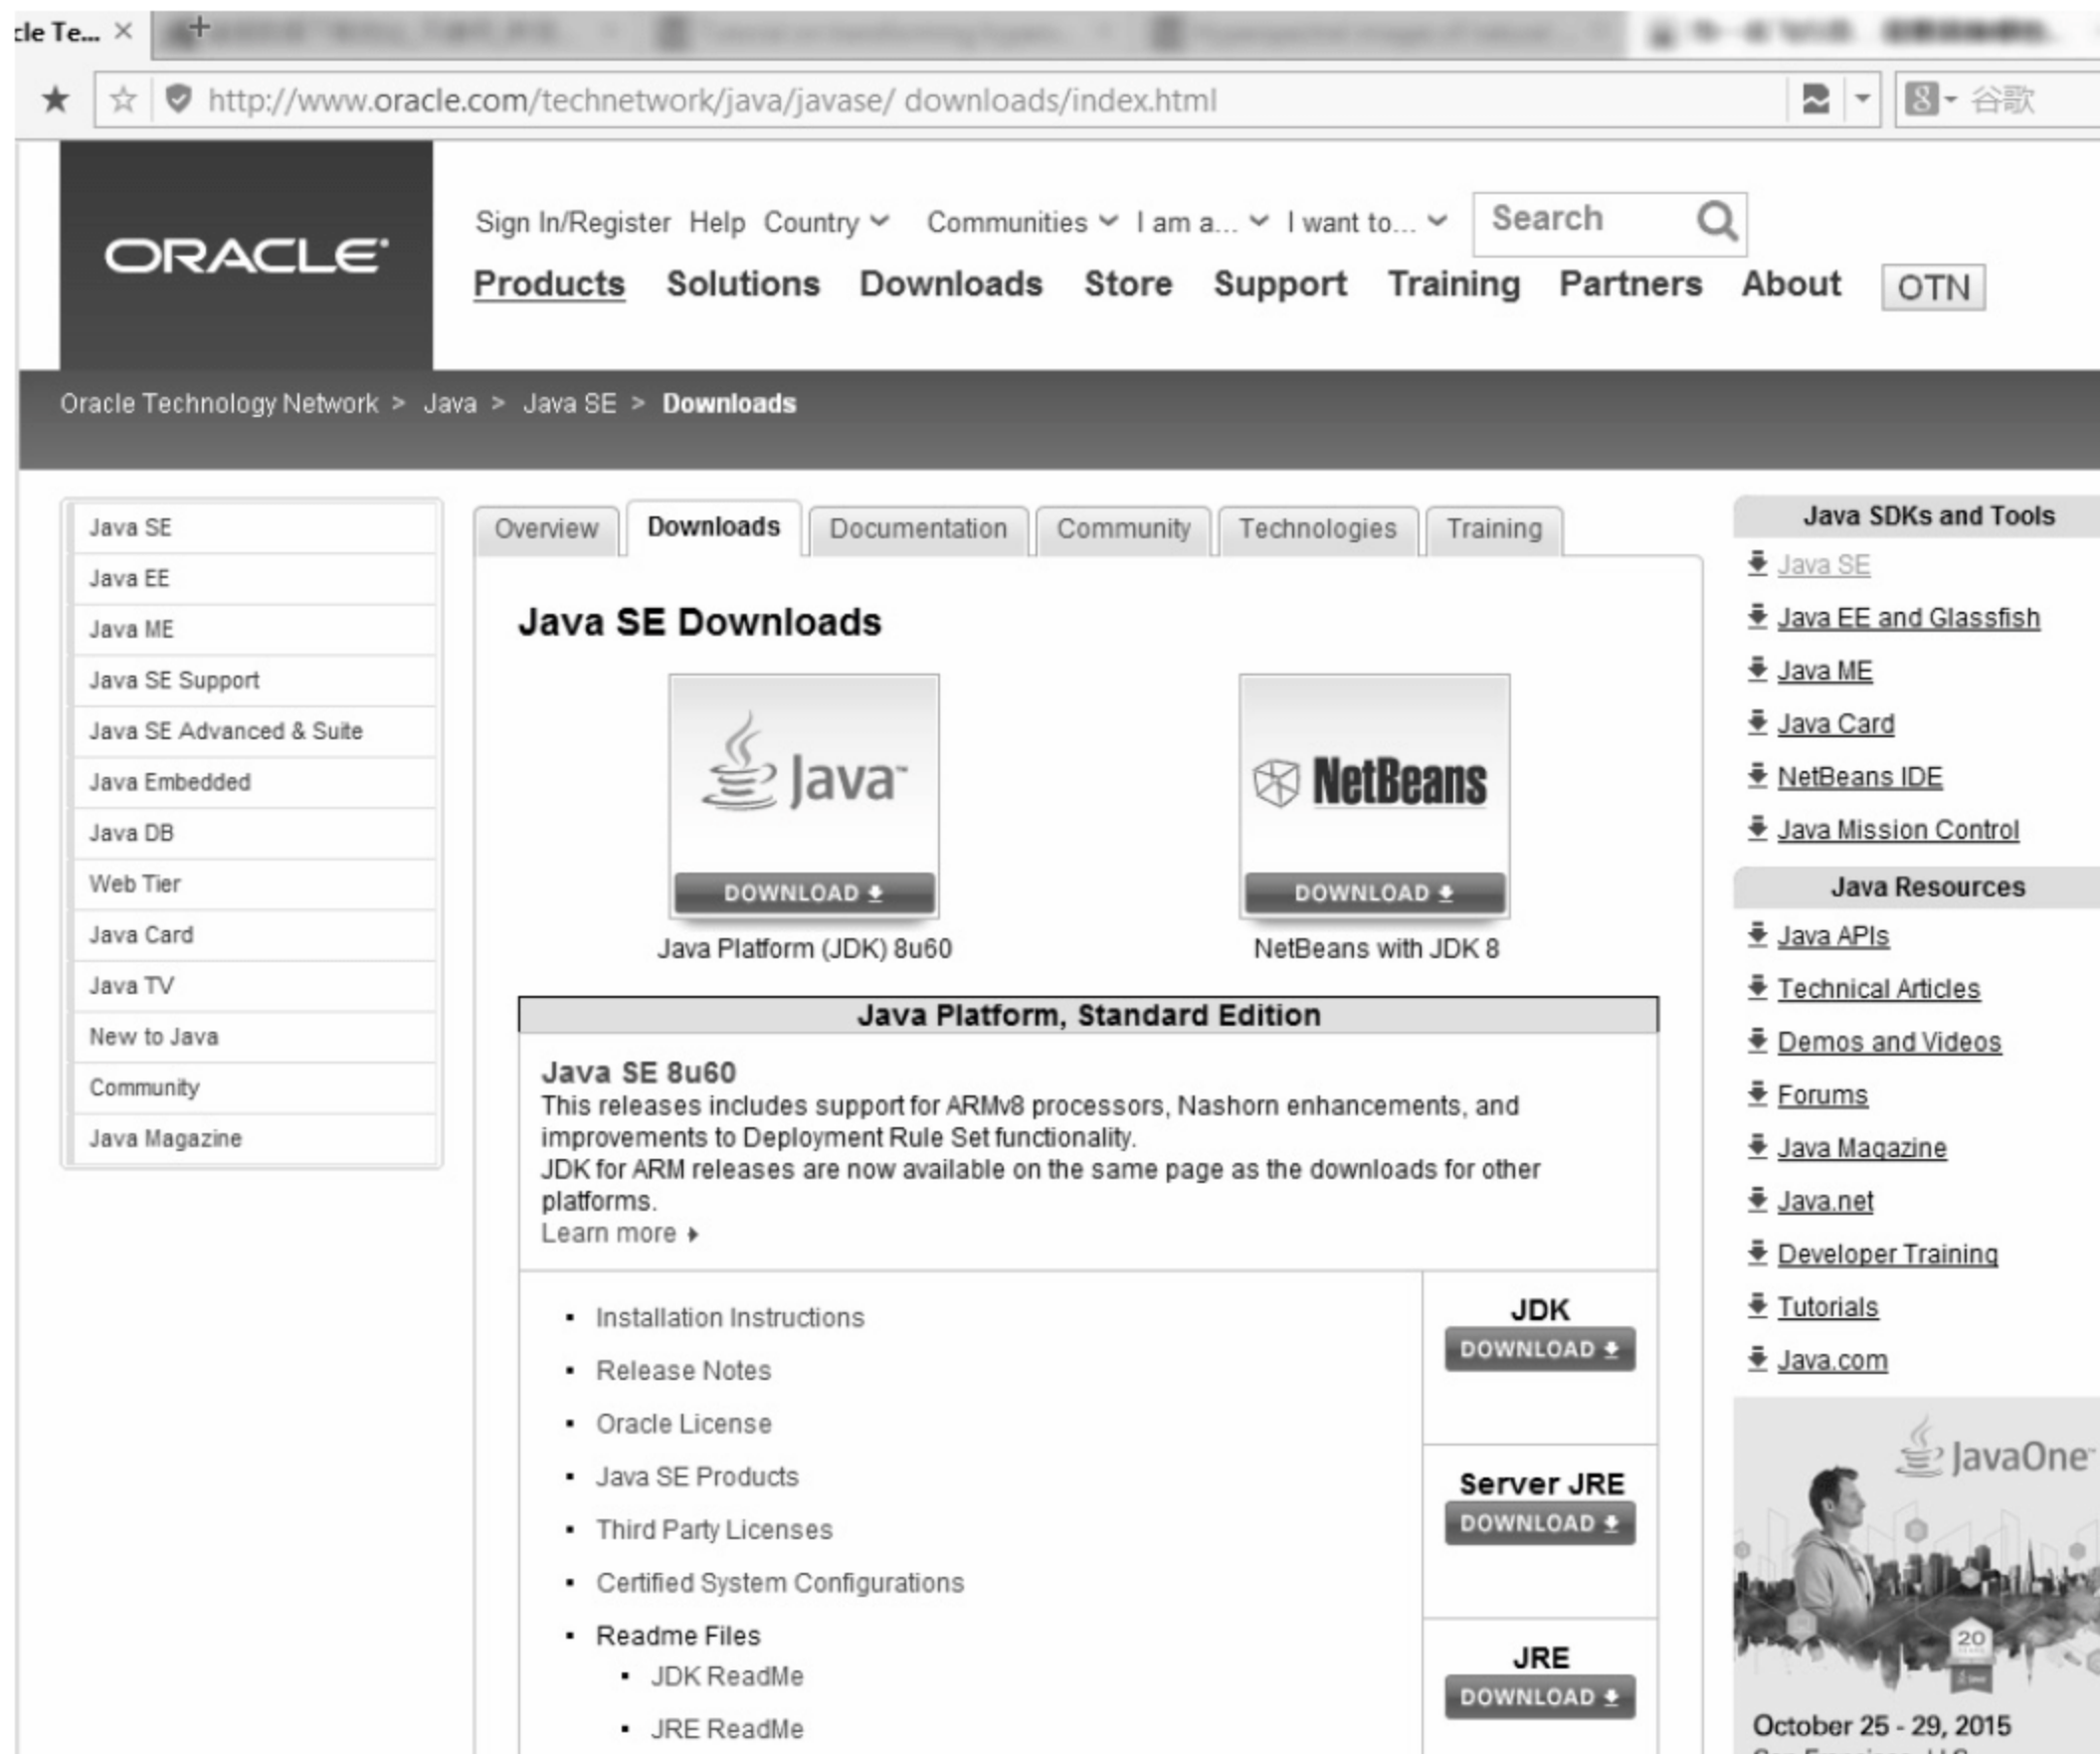 cle Te...
http://www.oracle.com/technetwork/java/javase/ downloads/index.html
谷歌
ORACLE
Sign In/Register Help Country Communities I am a... I want to... Search
Products Solutions Downloads Store Support Training Partners About OTN
Oracle Technology Network > Java > Java SE > Downloads
Java SE
Java EE
Java ME
Java SE Support
Java SE Advanced & Suite
Java Embedded
Java DB
Web Tier
Java Card
Java TV
New to Java
Community
Java Magazine
Overview Downloads Documentation Community Technologies Training
Java SE Downloads
Java™ NetBeans
DOWNLOAD DOWNLOAD
Java Platform (JDK) 8u60 NetBeans with JDK 8
Java Platform, Standard Edition
Java SE 8u60
This releases includes support for ARMv8 processors, Nashorn enhancements, and
improvements to Deployment Rule Set functionality.
JDK for ARM releases are now available on the same page as the downloads for other
platforms.
Learn more
Installation Instructions
Release Notes
Oracle License
Java SE Products
Third Party Licenses
Certified System Configurations
Readme Files
JDK ReadMe
JRE ReadMe
JDK
DOWNLOAD
Server JRE
DOWNLOAD
JRE
DOWNLOAD
Java SDKs and Tools
Java SE
Java EE and Glassfish
Java ME
Java Card
NetBeans IDE
Java Mission Control
Java Resources
Java APIs
Technical Articles
Demos and Videos
Forums
Java Magazine
Java.net
Developer Training
Tutorials
Java.com
JavaOne
20
October 25 - 29, 2015